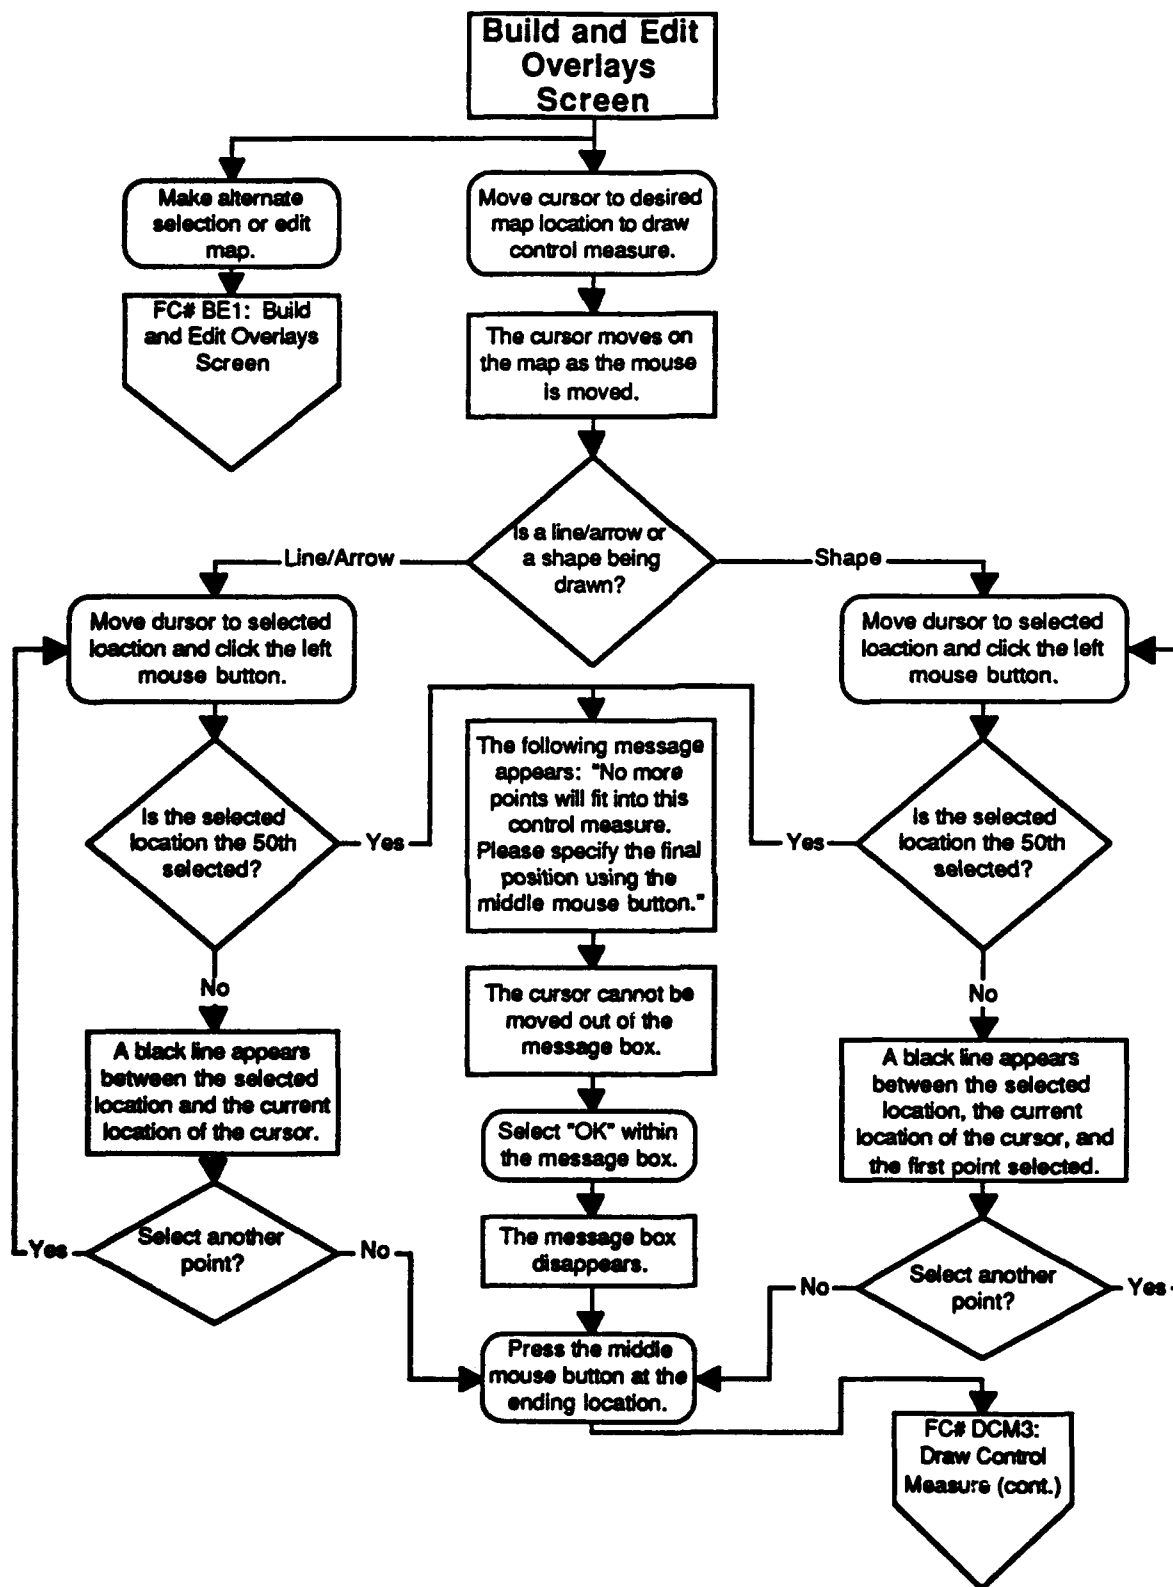 Build and Edit
Overlays
Screen
Make alternate
selection or edit
map.
Move cursor to desired
map location to draw
control measure.
FC# BE1: Build
and Edit Overlays
Screen
The cursor moves on
the map as the mouse
is moved.
Is a line/arrow or
a shape being
drawn?
Line/Arrow
Shape
Move dursor to selected
loaction and click the left
mouse button.
Move dursor to selected
loaction and click the left
mouse button.
The following message
appears: "No more
points will fit into this
control measure.
Please specify the final
position using the
middle mouse button."
Is the selected
location the 50th
selected?
Yes
Yes
Is the selected
location the 50th
selected?
No
No
The cursor cannot be
moved out of the
message box.
A black line appears
between the selected
location and the current
location of the cursor.
A black line appears
between the selected
location, the current
location of the cursor, and
the first point selected.
Select "OK" within
the message box.
Yes
Select another
point?
No
The message box
disappears.
No
Select another
point?
Yes
Press the middle
mouse button at the
ending location.
FC# DCM3:
Draw Control
Measure (cont.)